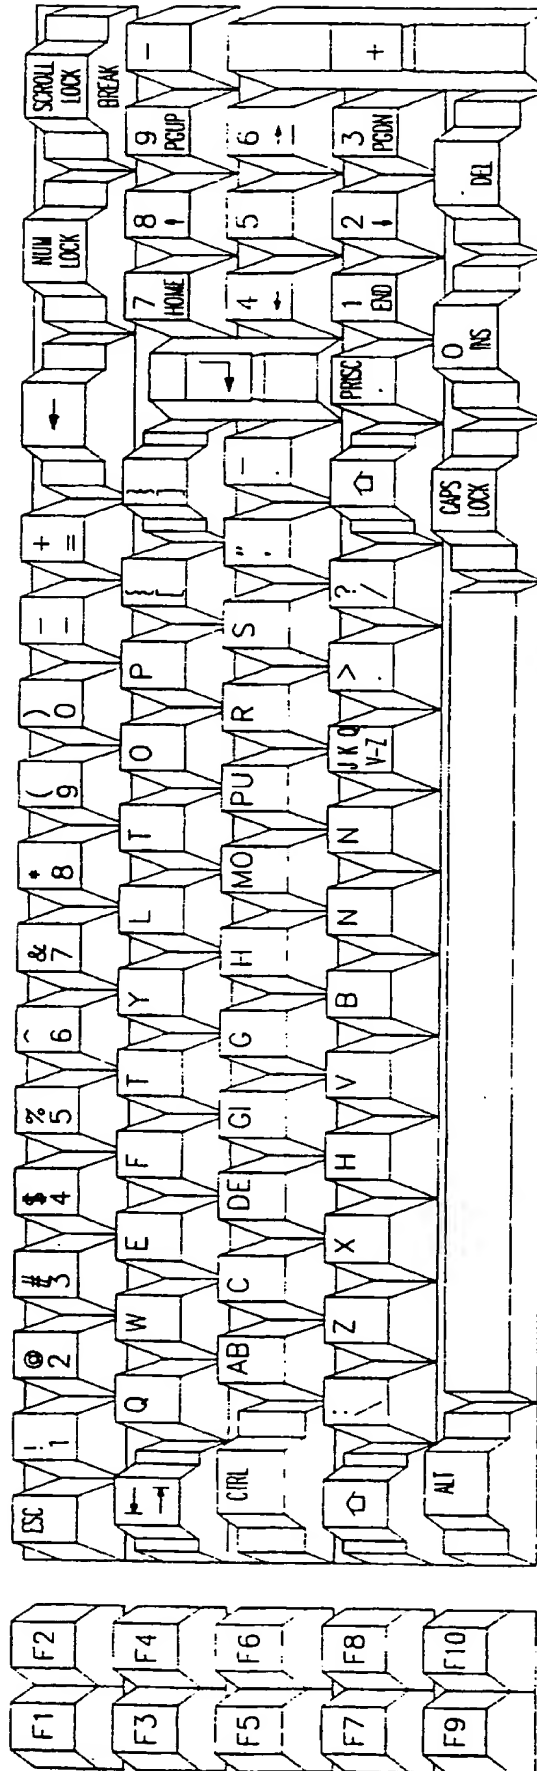 F1 F2 ESC ! 1 @ 2 # 3 $ 4 % 5 ^ 6 & 7 * 8 ( 9 ) 0 _ - + = ← NUM LOCK SCROLL LOCK BREAK
F3 F4 Q W E F T Y L T O P { [ } ] 7 HOME 8 ↑ 9 PGUP -
F5 F6 CTRL AB C DE GI G H MO PU R S " ' 4 ← 5 6 → +
F7 F8 ⇧ \ Z X H V B N N J K Q V-Z > . ? / ⇧ PRTSC . 1 END 2 ↓ 3 PGDN
F9 F10 ALT CAPS LOCK 0 INS . DEL